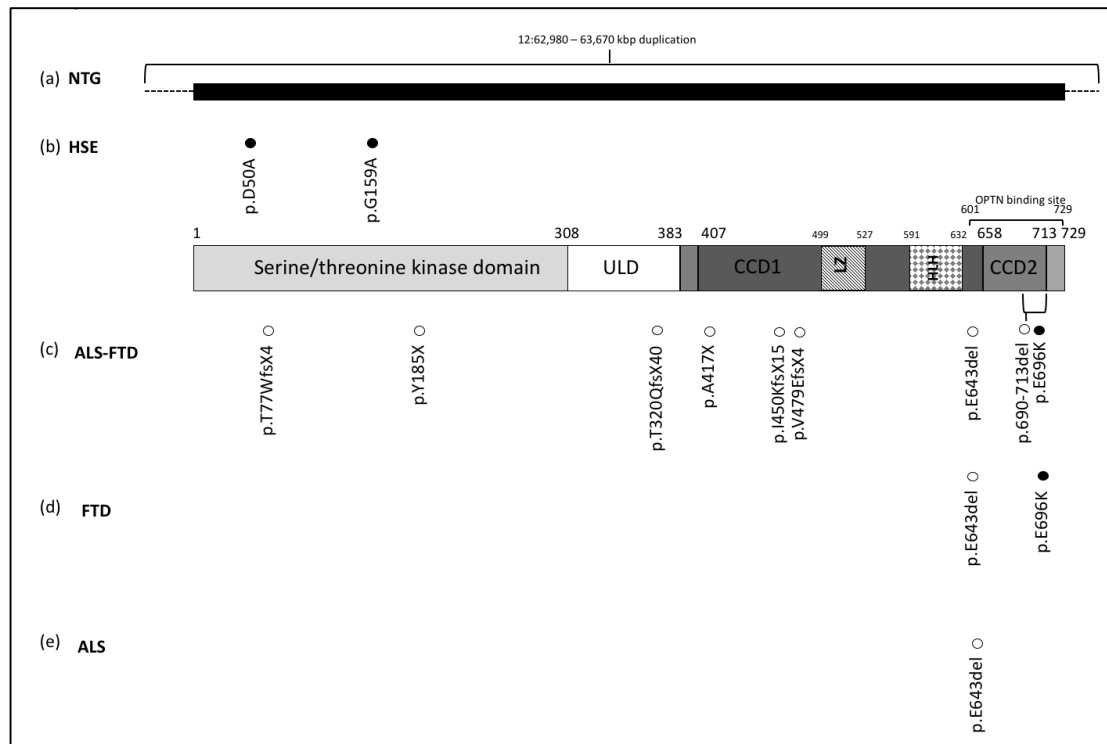 12:62,980 – 63,670 kbp duplication
(a) NTG
(b) HSE
p.D50A
p.G159A
OPTN binding site
601 729
1 308 383 407 499 527 591 632 658 713 729
Serine/threonine kinase domain ULD CCD1 LZ HLH CCD2
(c) ALS-FTD
p.T77WfsX4
p.Y185X
p.T320QfsX40
p.A417X
p.I450KfsX15
p.V479EfsX4
p.E643del
p.690-713del
p.E696K
(d) FTD
p.E643del
p.E696K
(e) ALS
p.E643del